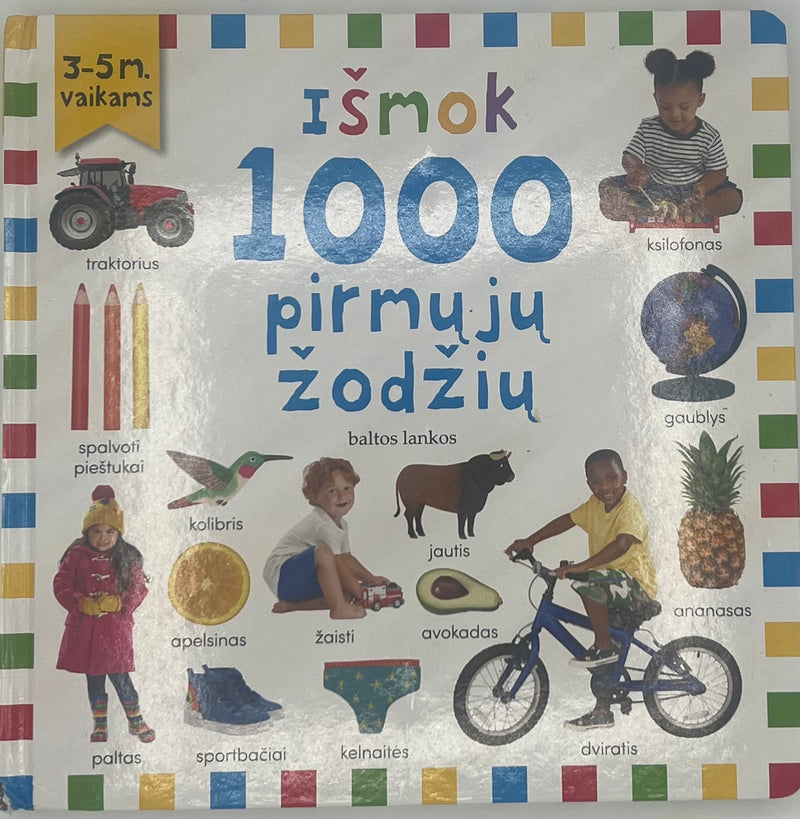 3-5 m.
vaikams
Išmok
1000
pirmųjų
žodžių
baltos lankos
traktorius
ksilofonas
spalvoti
pieštukai
gaublys
kolibris
jautis
apelsinas
žaisti
avokadas
ananasas
paltas
sportbačiai
kelnaitės
dviratis